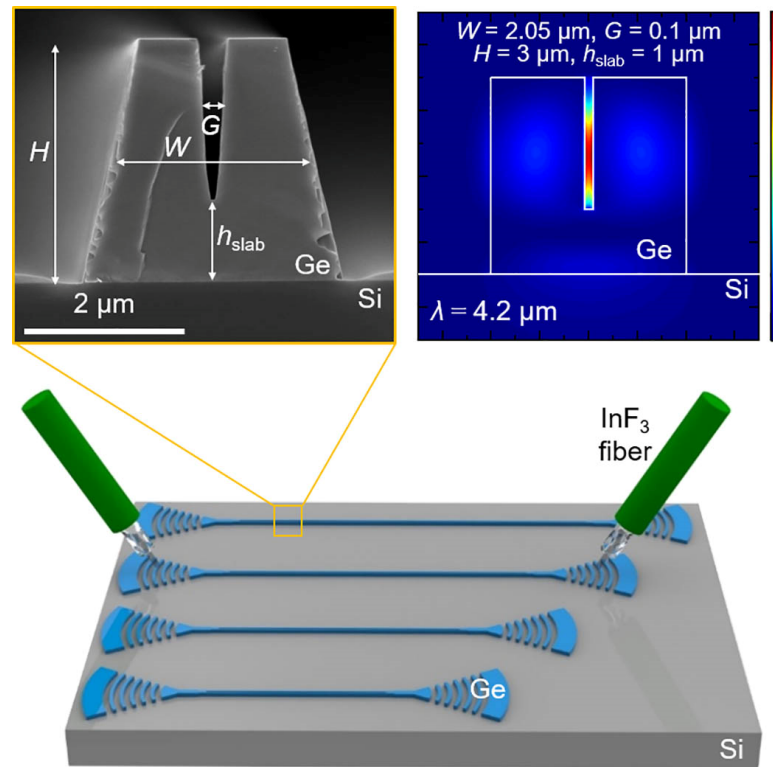 H
G
W
h_slab
Ge
Si
2 μm
W = 2.05 μm, G = 0.1 μm
H = 3 μm, h_slab = 1 μm
Ge
Si
λ = 4.2 μm
InF₃
fiber
Ge
Si